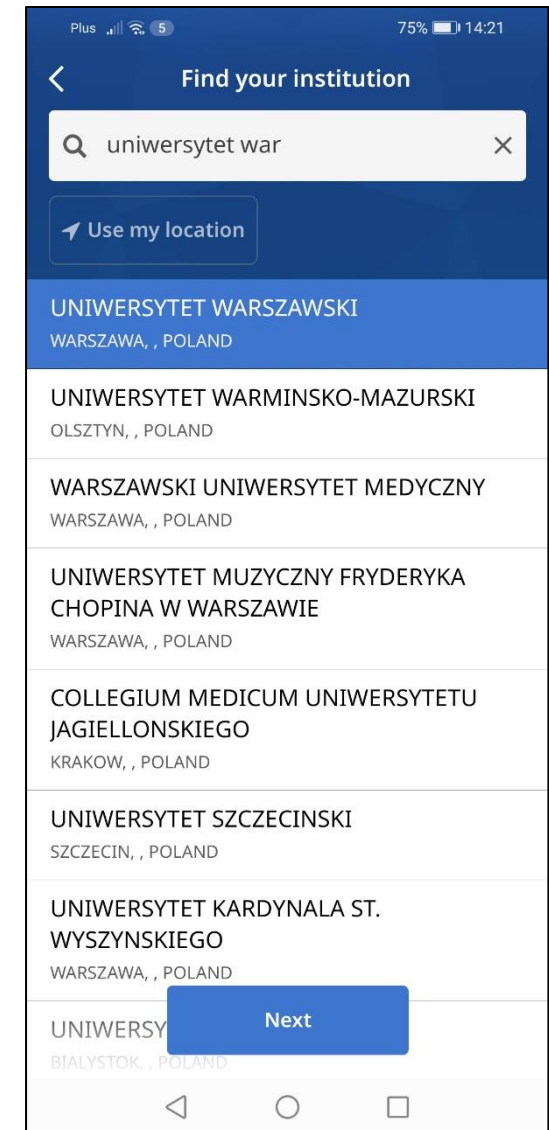 Plus 5 75% 14:21
Find your institution
uniwersytet war
Use my location
UNIWERSYTET WARSZAWSKI
WARSZAWA, , POLAND
UNIWERSYTET WARMINSKO-MAZURSKI
OLSZTYN, , POLAND
WARSZAWSKI UNIWERSYTET MEDYCZNY
WARSZAWA, , POLAND
UNIWERSYTET MUZYCZNY FRYDERYKA
CHOPINA W WARSZAWIE
WARSZAWA, , POLAND
COLLEGIUM MEDICUM UNIWERSYTETU
JAGIELLONSKIEGO
KRAKOW, , POLAND
UNIWERSYTET SZCZECINSKI
SZCZECIN, , POLAND
UNIWERSYTET KARDYNALA ST.
WYSZYNSKIEGO
WARSZAWA, , POLAND
UNIWERSY
Next
BIALYSTOK, , POLAND